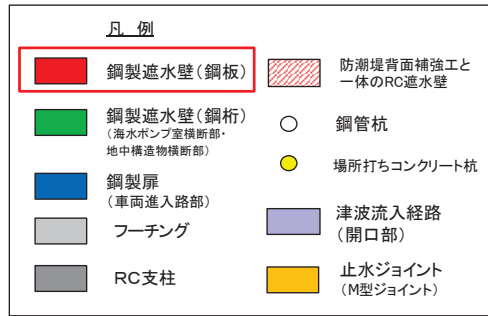 凡 例
鋼製遮水壁(鋼板)
鋼製遮水壁(鋼桁)
(海水ポンプ室横断部・
地中構造物横断部)
鋼製扉
(車両進入路部)
フーチング
RC支柱
防潮堤背面補強工と
一体のRC遮水壁
鋼管杭
場所打ちコンクリート杭
津波流入経路
(開口部)
止水ジョイント
(M型ジョイント)